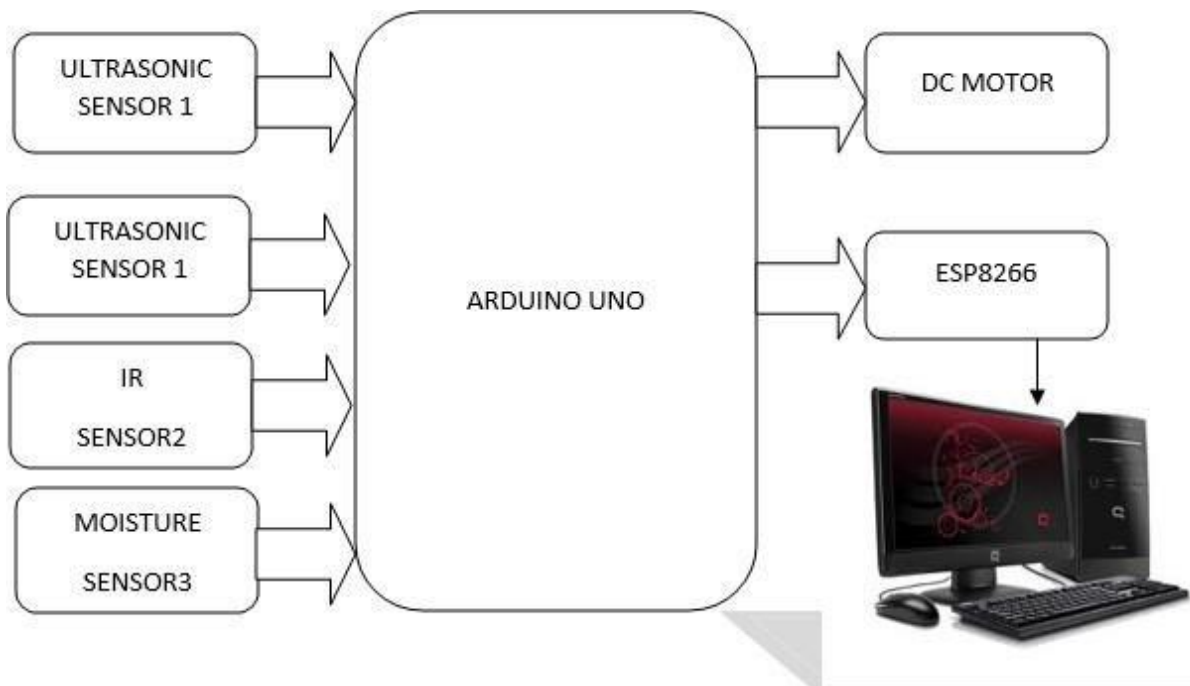 ULTRASONIC
SENSOR 1
ULTRASONIC
SENSOR 1
IR
SENSOR2
MOISTURE
SENSOR3
ARDUINO UNO
DC MOTOR
ESP8266